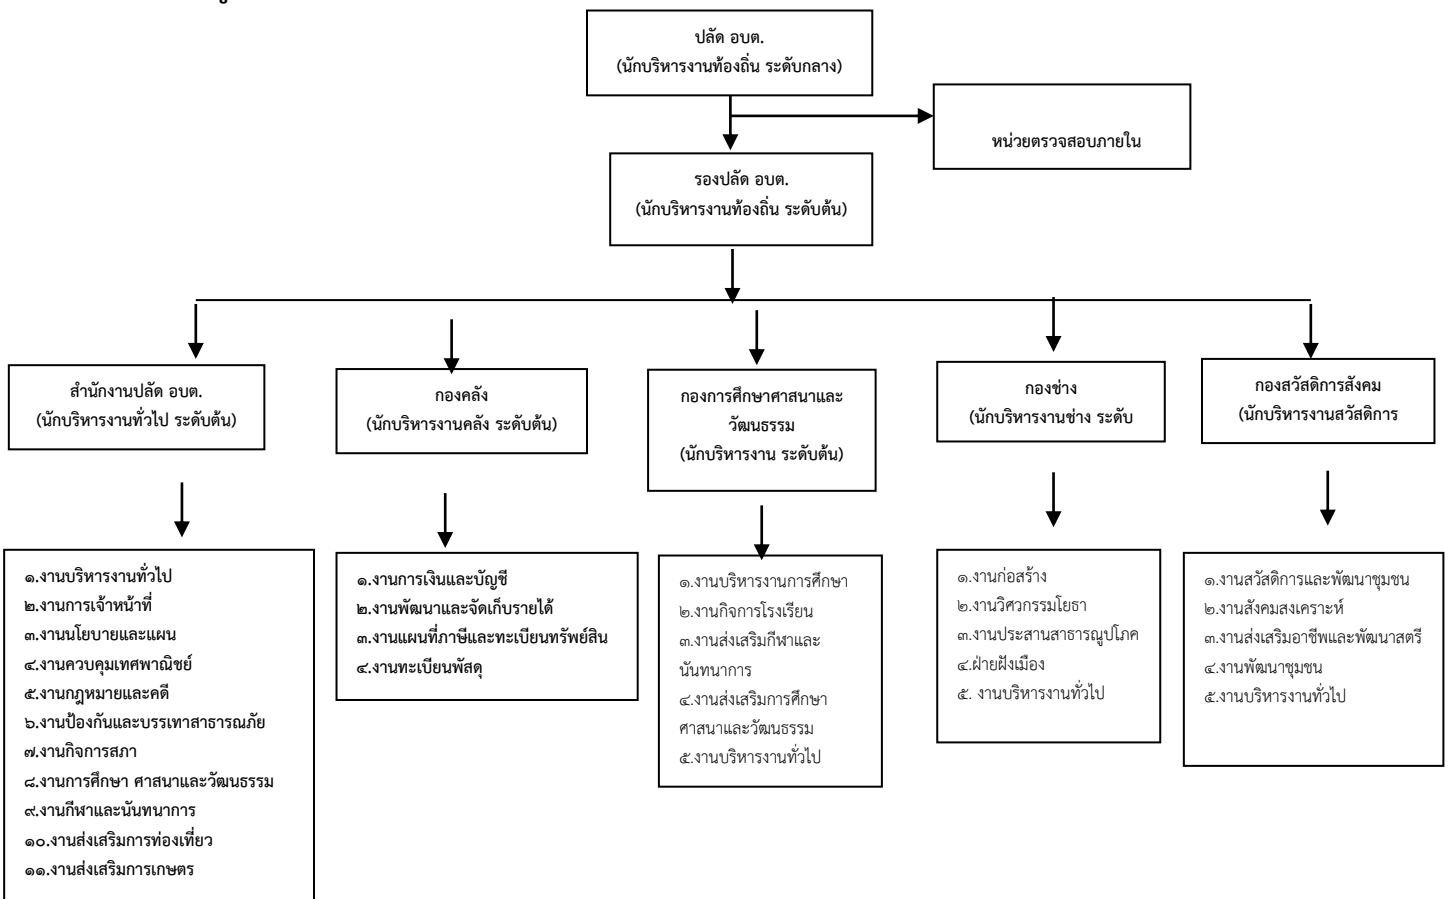 ปลัด อบต.
(นักบริหารงานท้องถิ่น ระดับกลาง)
หน่วยตรวจสอบภายใน
รองปลัด อบต.
(นักบริหารงานท้องถิ่น ระดับต้น)
สำนักงานปลัด อบต.
(นักบริหารงานทั่วไป ระดับต้น)
กองคลัง
(นักบริหารงานคลัง ระดับต้น)
กองการศึกษาศาสนาและ
วัฒนธรรม
(นักบริหารงาน ระดับต้น)
กองช่าง
(นักบริหารงานช่าง ระดับ
กองสวัสดิการสังคม
(นักบริหารงานสวัสดิการ
๑.งานบริหารงานทั่วไป
๒.งานการเจ้าหน้าที่
๓.งานนโยบายและแผน
๔.งานควบคุมเทศพาณิชย์
๕.งานกฎหมายและคดี
๖.งานป้องกันและบรรเทาสาธารณภัย
๗.งานกิจการสภา
๘.งานการศึกษา ศาสนาและวัฒนธรรม
๙.งานกีฬาและนันทนาการ
๑๐.งานส่งเสริมการท่องเที่ยว
๑๑.งานส่งเสริมการเกษตร
๑.งานการเงินและบัญชี
๒.งานพัฒนาและจัดเก็บรายได้
๓.งานแผนที่ภาษีและทะเบียนทรัพย์สิน
๔.งานทะเบียนพัสดุ
๑.งานบริหารงานการศึกษา
๒.งานกิจการโรงเรียน
๓.งานส่งเสริมกีฬาและ
นันทนาการ
๔.งานส่งเสริมการศึกษา
ศาสนาและวัฒนธรรม
๕.งานบริหารงานทั่วไป
๑.งานก่อสร้าง
๒.งานวิศวกรรมโยธา
๓.งานประสานสาธารณูปโภค
๔.ฝ่ายฝังเมือง
๕. งานบริหารงานทั่วไป
๑.งานสวัสดิการและพัฒนาชุมชน
๒.งานสังคมสงเคราะห์
๓.งานส่งเสริมอาชีพและพัฒนาสตรี
๔.งานพัฒนาชุมชน
๕.งานบริหารงานทั่วไป